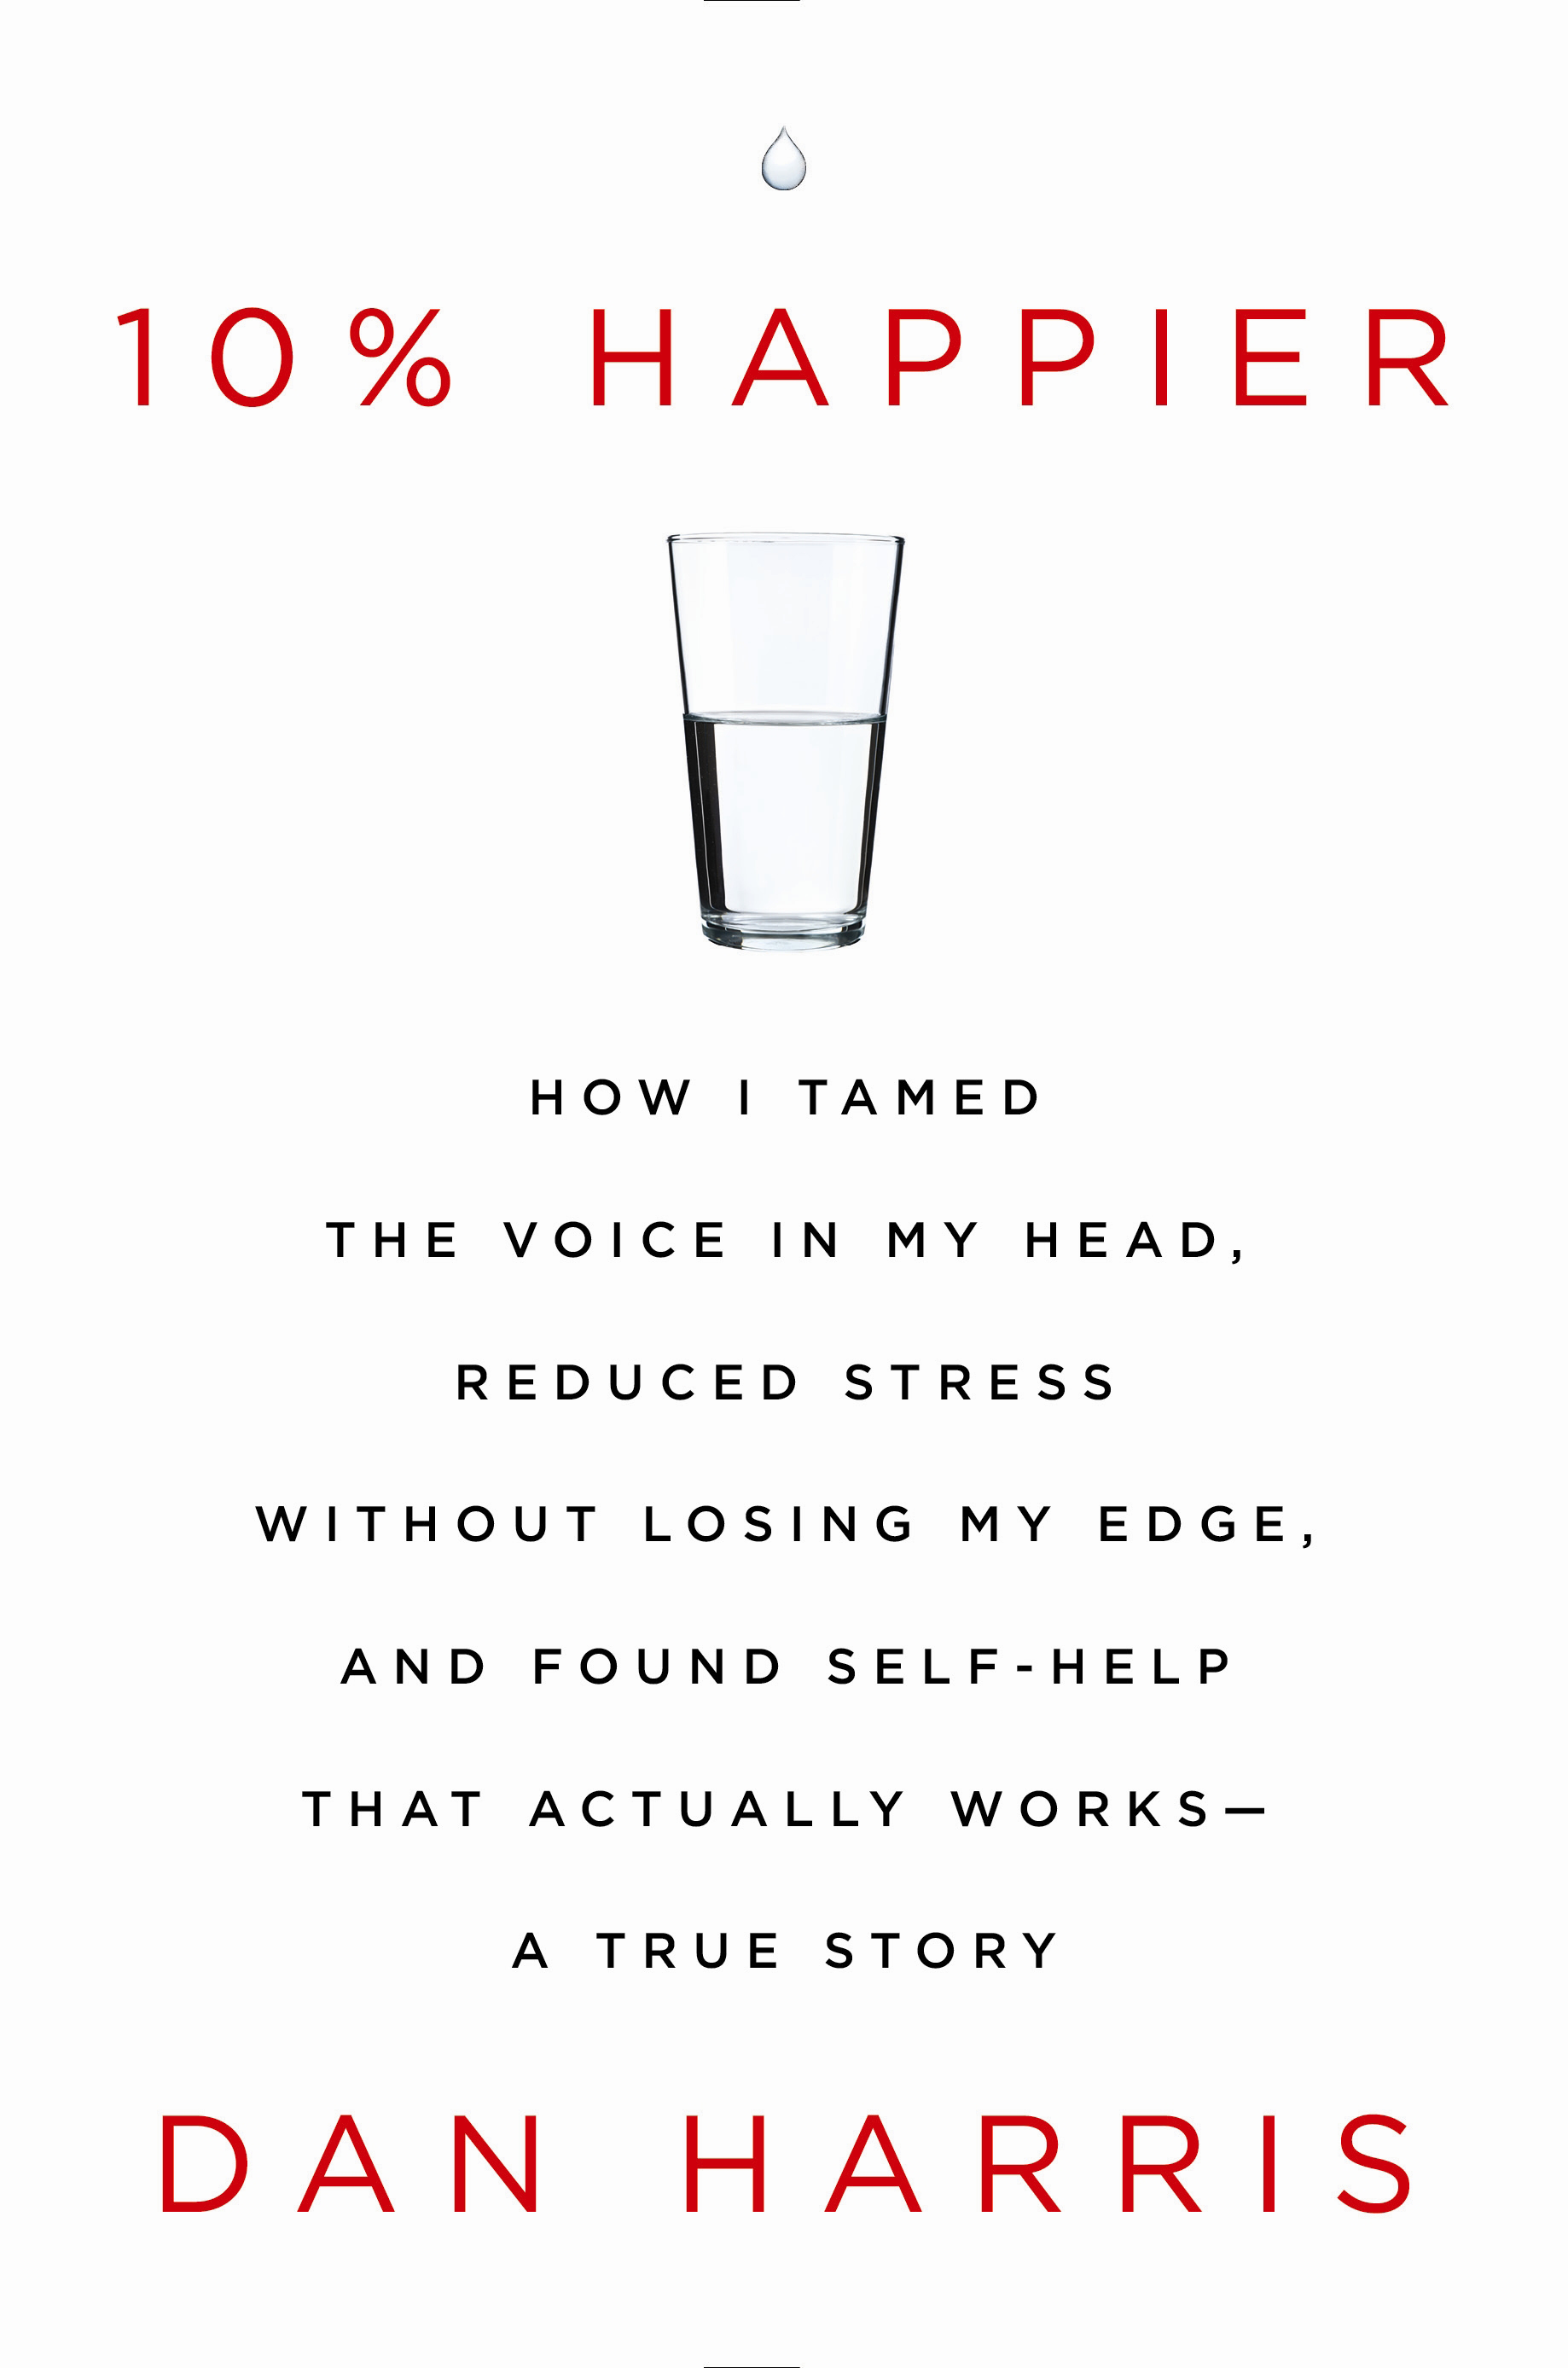 10% HAPPIER
HOW I TAMED
THE VOICE IN MY HEAD,
REDUCED STRESS
WITHOUT LOSING MY EDGE,
AND FOUND SELF-HELP
THAT ACTUALLY WORKS—
A TRUE STORY
DAN HARRIS